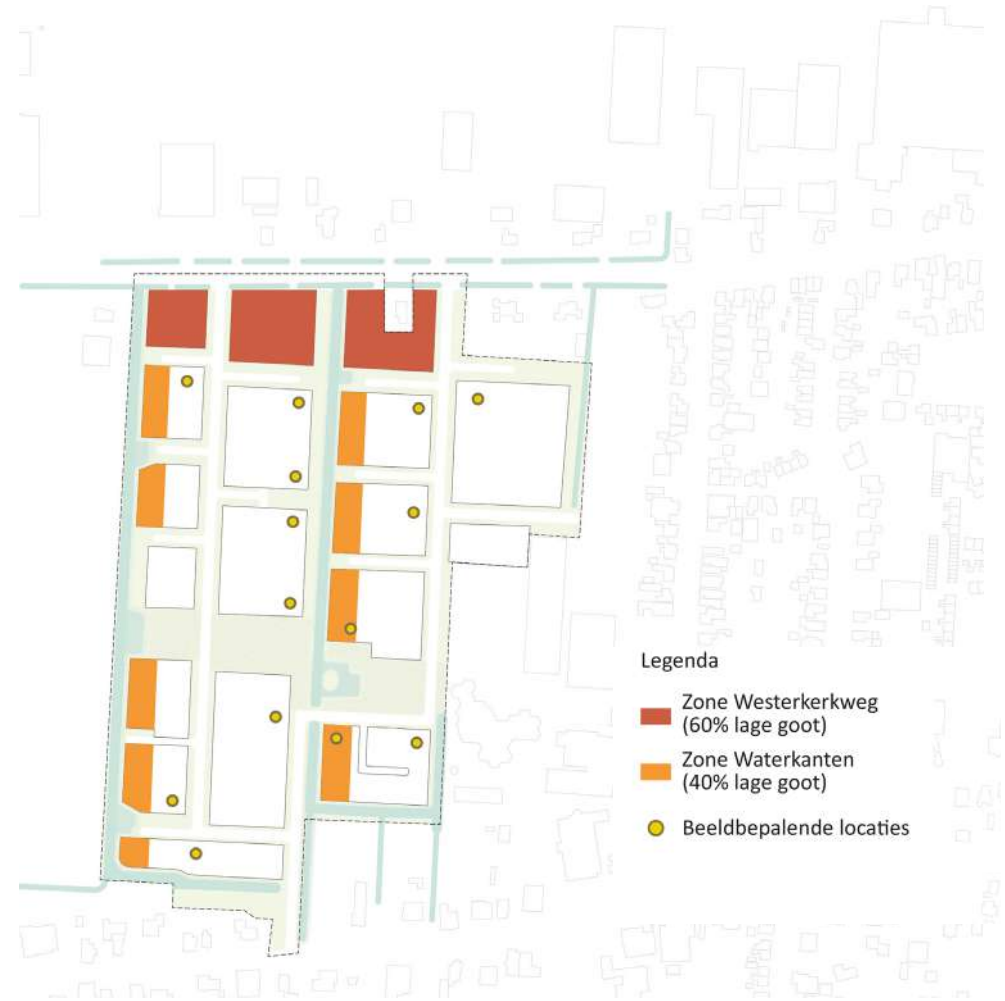 Legenda
Zone Westerkerkweg
(60% lage goot)
Zone Waterkanten
(40% lage goot)
Beeldbepalende locaties